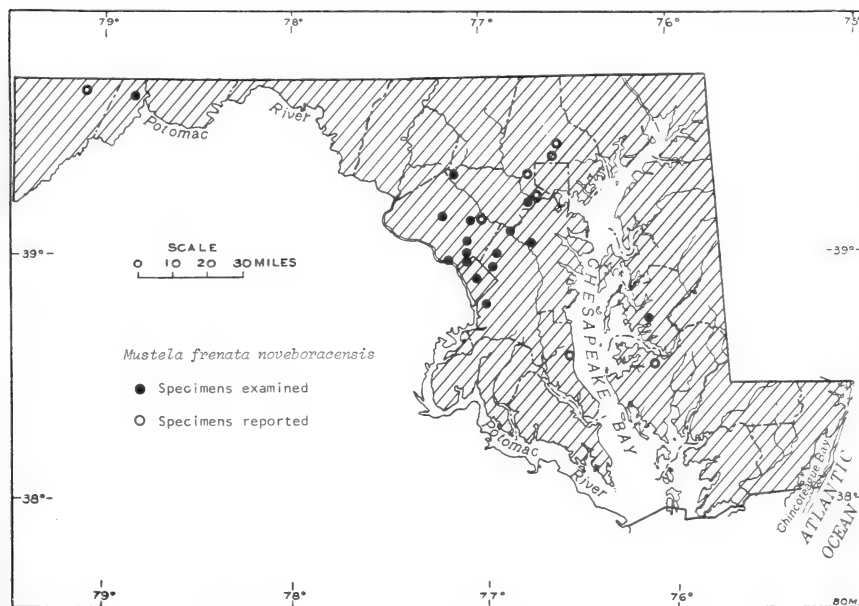 79° 78° 77° 76° 75°
Potomac River
39° 39°
SCALE
0 10 20 30 MILES
CHESAPEAKE BAY
Mustela frenata noveboracensis
Specimens examined
Specimens reported
Potomac River
38° 38°
Chincoteague Bay
ATLANTIC OCEAN
79° 78° 77° 76°
80M